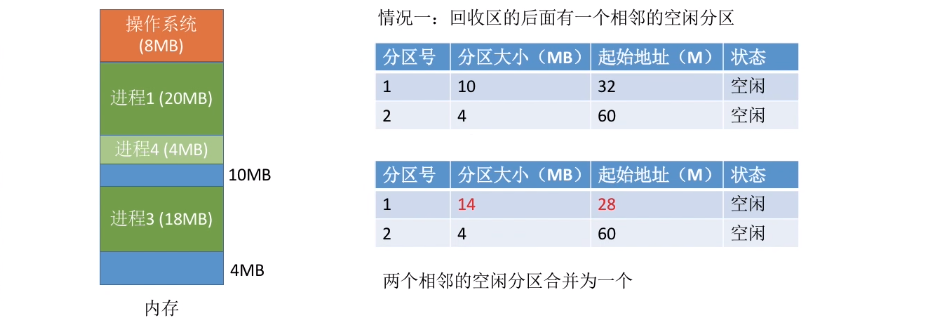 操作系统
(8MB)
进程1 (20MB)
进程4 (4MB)
10MB
进程3 (18MB)
4MB
内存
情况一：回收区的后面有一个相邻的空闲分区
分区号 分区大小（MB） 起始地址（M） 状态
1 10 32 空闲
2 4 60 空闲
分区号 分区大小（MB） 起始地址（M） 状态
1 14 28 空闲
2 4 60 空闲
两个相邻的空闲分区合并为一个